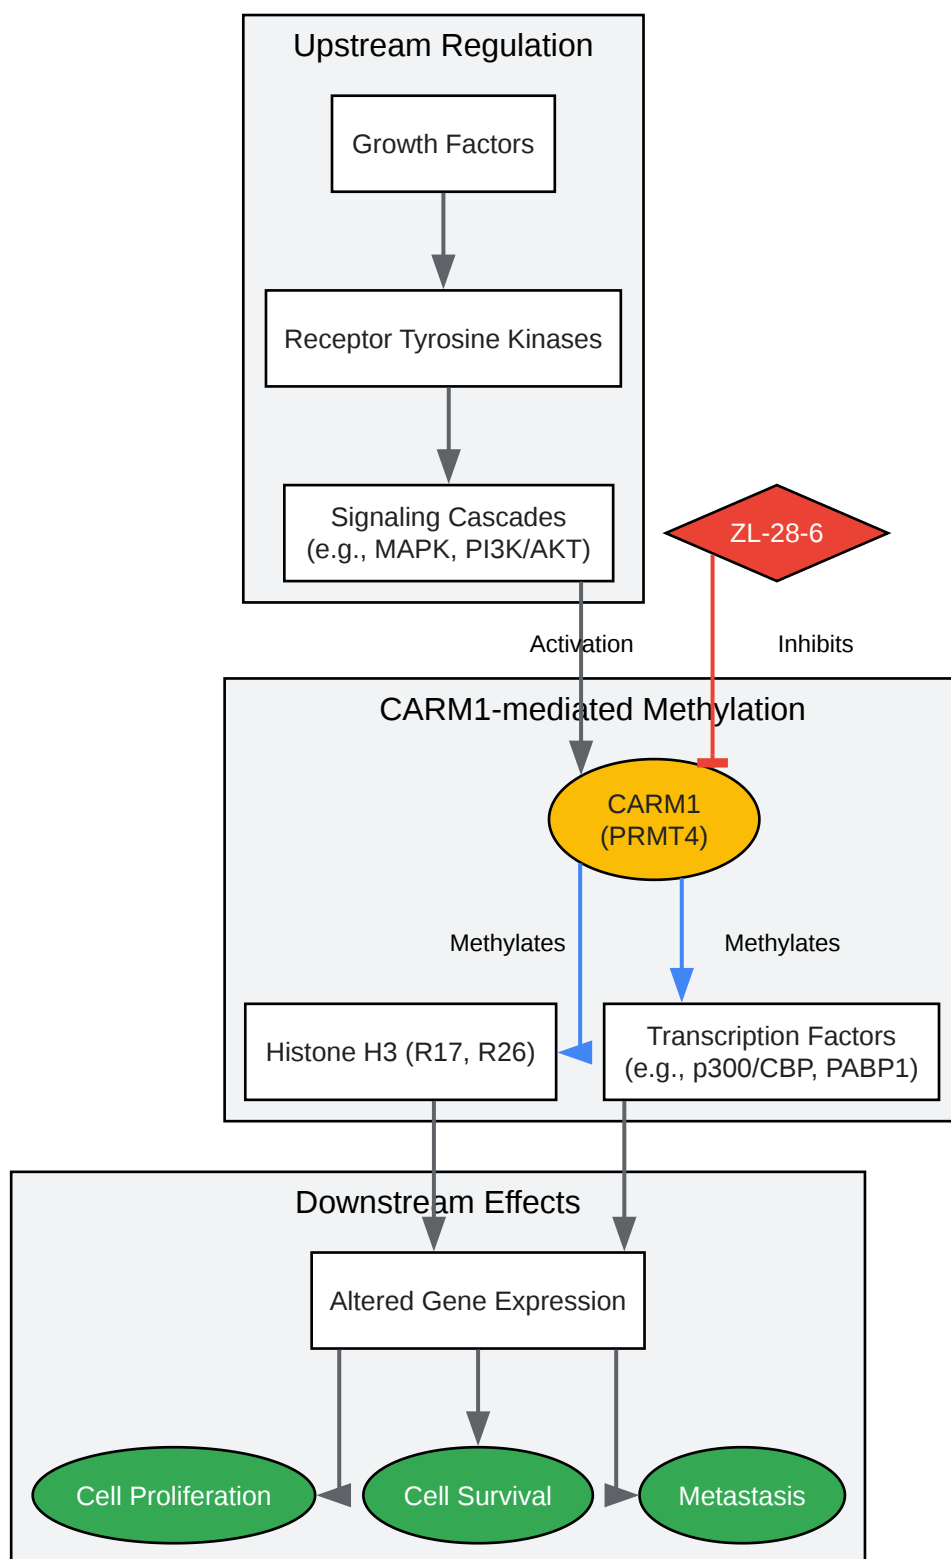 Upstream Regulation
Growth Factors
Receptor Tyrosine Kinases
Signaling Cascades
(e.g., MAPK, PI3K/AKT)
ZL-28-6
Activation
Inhibits
CARM1-mediated Methylation
CARM1
(PRMT4)
Methylates
Methylates
Histone H3 (R17, R26)
Transcription Factors
(e.g., p300/CBP, PABP1)
Downstream Effects
Altered Gene Expression
Cell Proliferation
Cell Survival
Metastasis